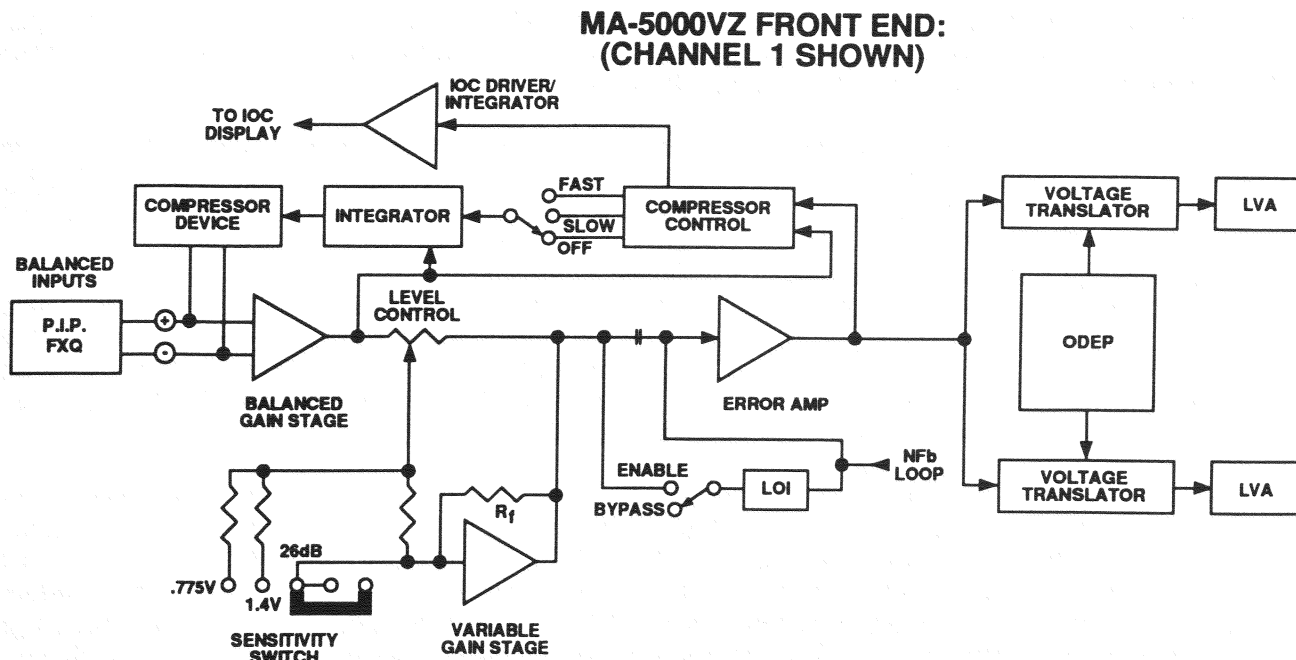 MA-5000VZ FRONT END:
(CHANNEL 1 SHOWN)
IOC DRIVER/
INTEGRATOR
TO IOC
DISPLAY
COMPRESSOR
DEVICE
INTEGRATOR
FAST
SLOW
OFF
COMPRESSOR
CONTROL
VOLTAGE
TRANSLATOR
LVA
BALANCED
INPUTS
P.I.P.
FXQ
+
-
LEVEL
CONTROL
BALANCED
GAIN STAGE
ERROR AMP
ODEP
ENABLE
BYPASS
LOI
NFb
LOOP
VOLTAGE
TRANSLATOR
LVA
Rf
26dB
.775V
1.4V
SENSITIVITY
SWITCH
VARIABLE
GAIN STAGE